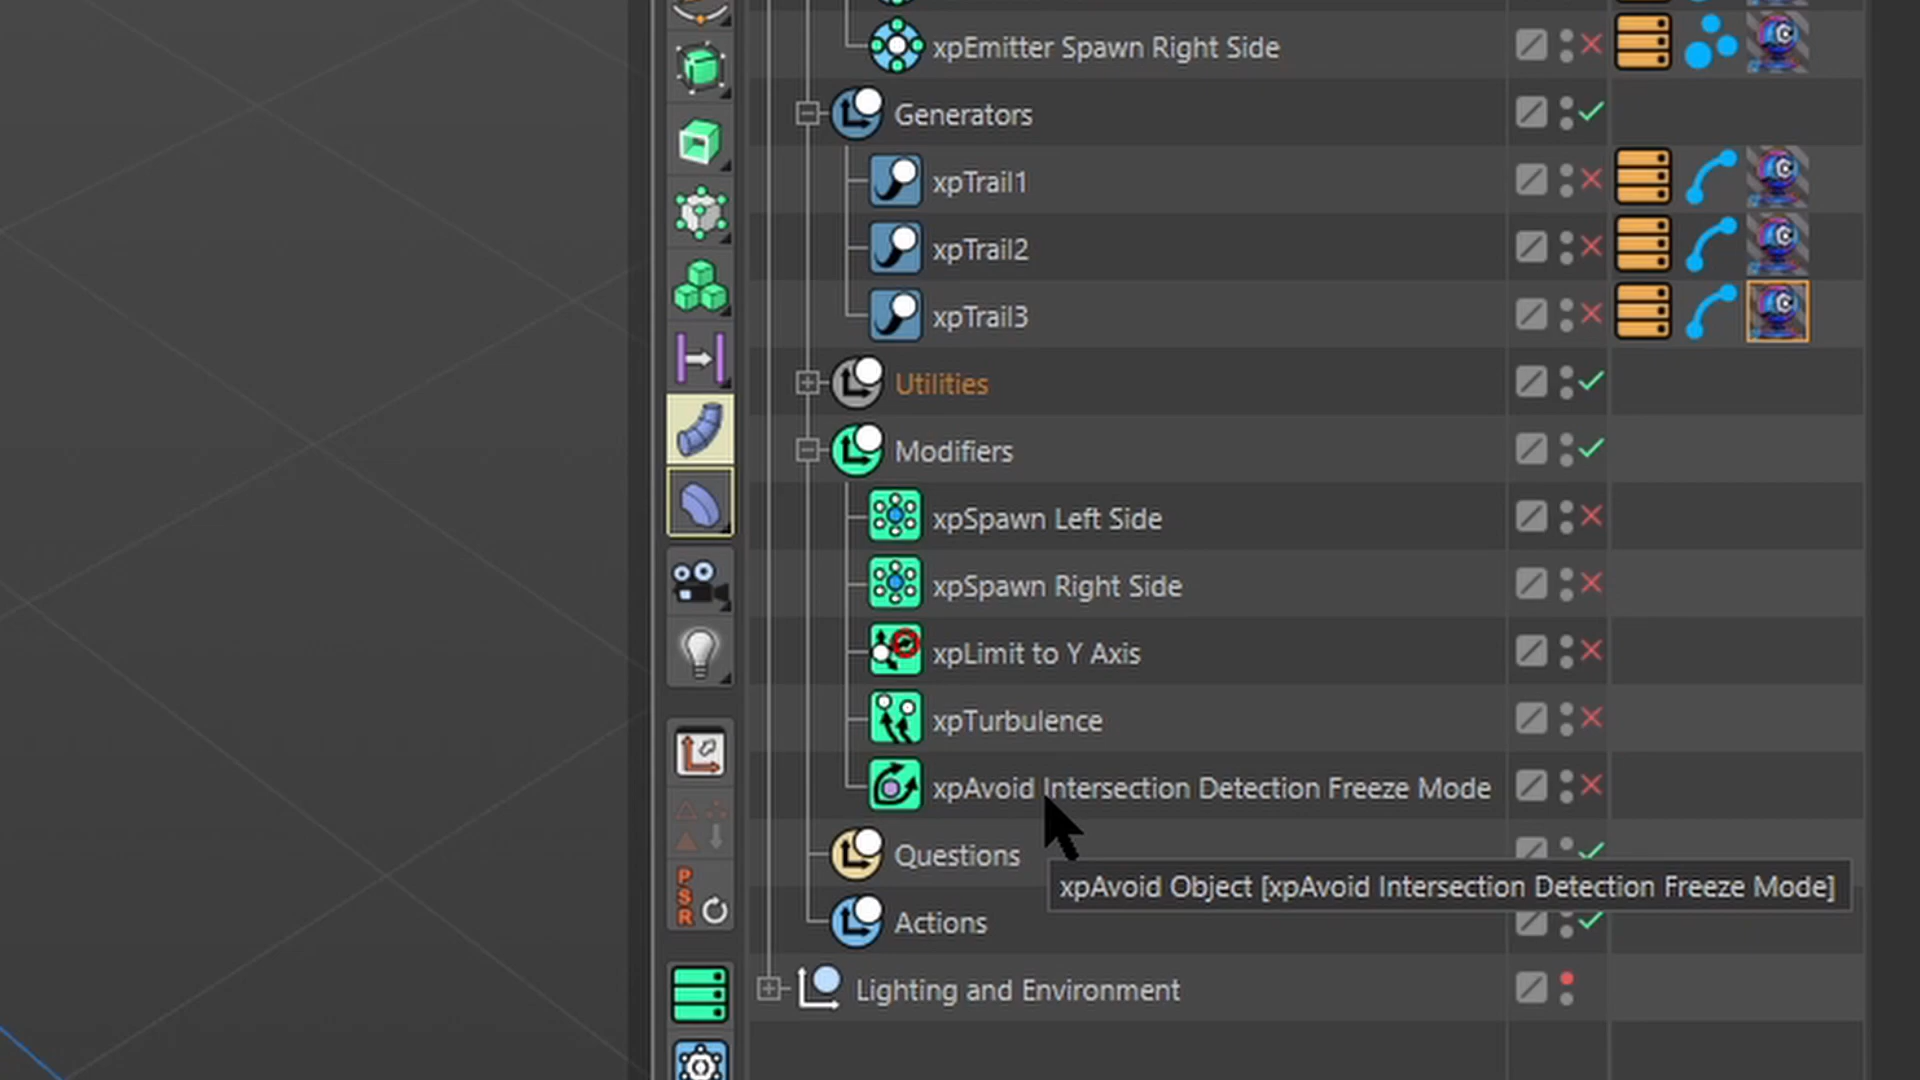 xpEmitter Spawn Right Side
Generators
xpTrail1
xpTrail2
xpTrail3
Utilities
Modifiers
xpSpawn Left Side
xpSpawn Right Side
xpLimit to Y Axis
xpTurbulence
xpAvoid Intersection Detection Freeze Mode
Questions
xpAvoid Object [xpAvoid Intersection Detection Freeze Mode]
Actions
Lighting and Environment
P
S
R